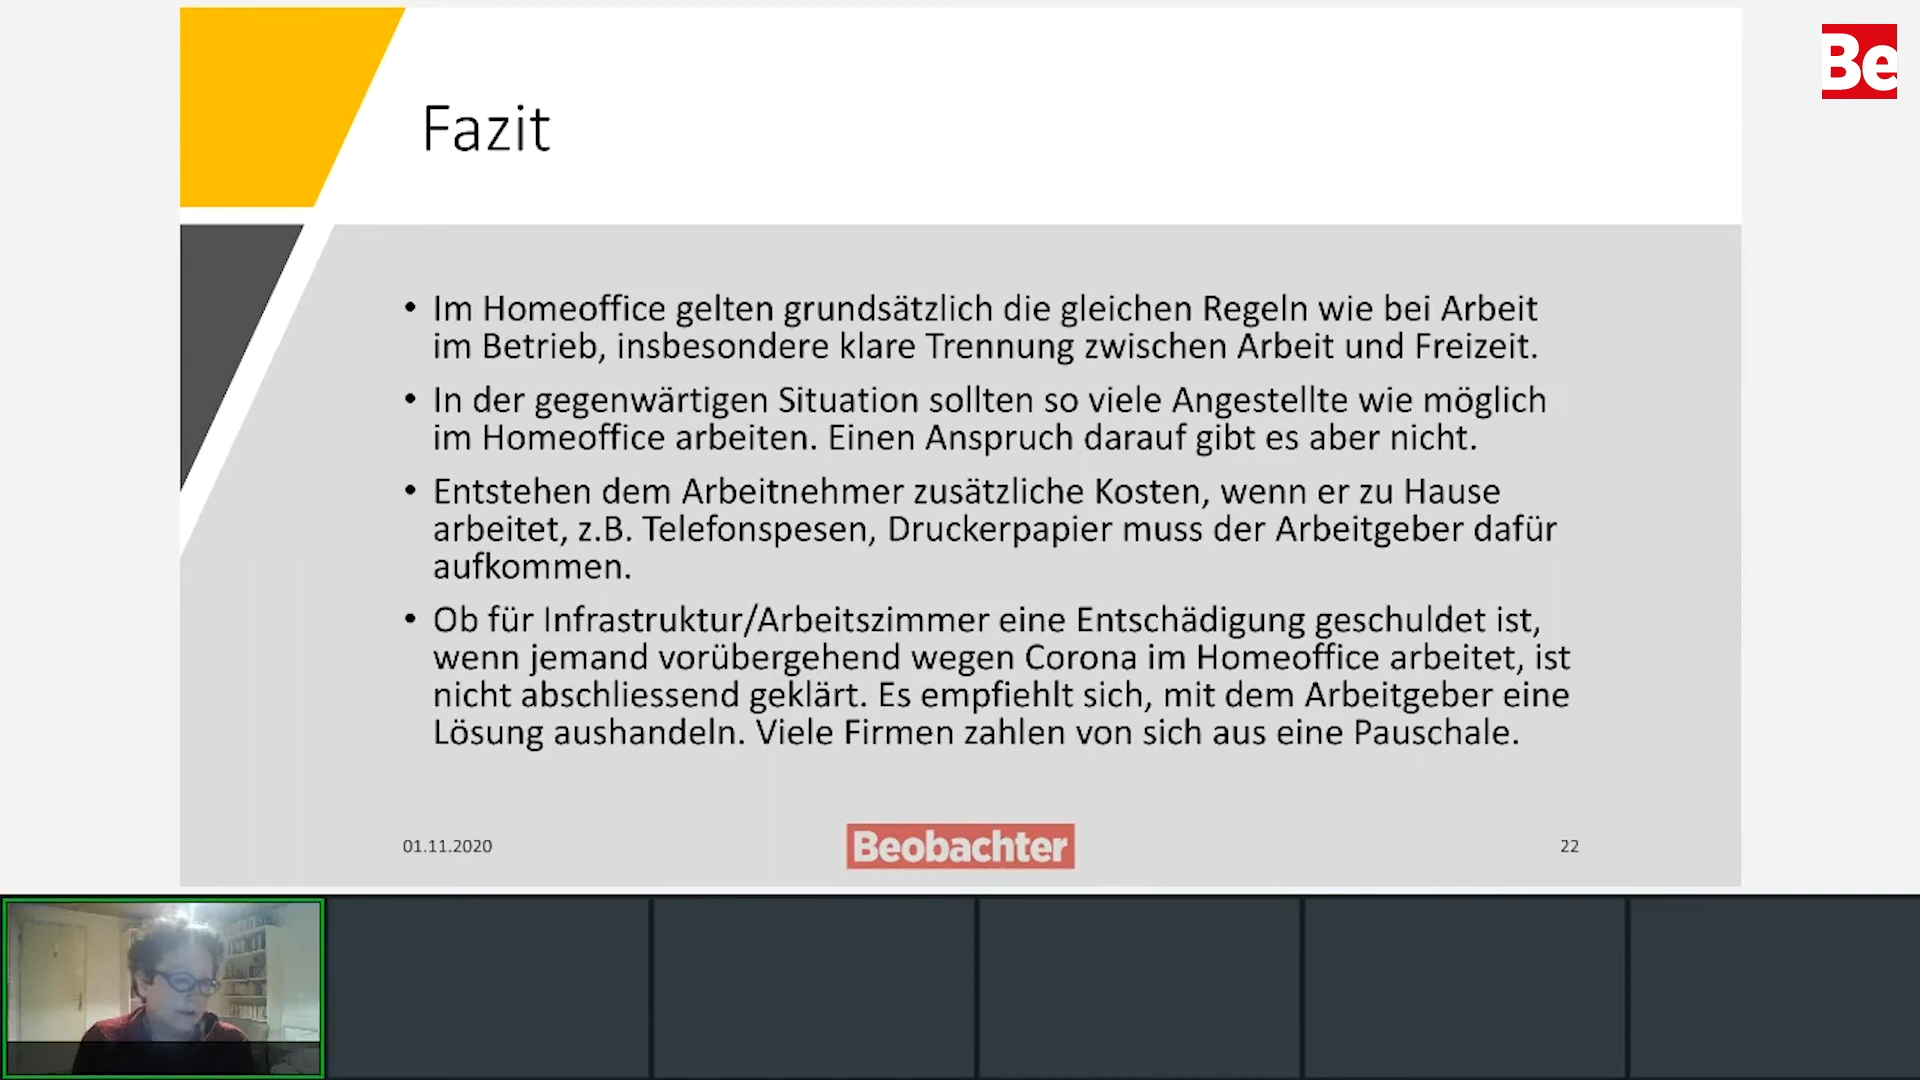 Be
Fazit
• Im Homeoffice gelten grundsätzlich die gleichen Regeln wie bei Arbeit
im Betrieb, insbesondere klare Trennung zwischen Arbeit und Freizeit.
• In der gegenwärtigen Situation sollten so viele Angestellte wie möglich
im Homeoffice arbeiten. Einen Anspruch darauf gibt es aber nicht.
• Entstehen dem Arbeitnehmer zusätzliche Kosten, wenn er zu Hause
arbeitet, z.B. Telefonspesen, Druckerpapier muss der Arbeitgeber dafür
aufkommen.
• Ob für Infrastruktur/Arbeitszimmer eine Entschädigung geschuldet ist,
wenn jemand vorübergehend wegen Corona im Homeoffice arbeitet, ist
nicht abschliessend geklärt. Es empfiehlt sich, mit dem Arbeitgeber eine
Lösung aushandeln. Viele Firmen zahlen von sich aus eine Pauschale.
01.11.2020
Beobachter
22